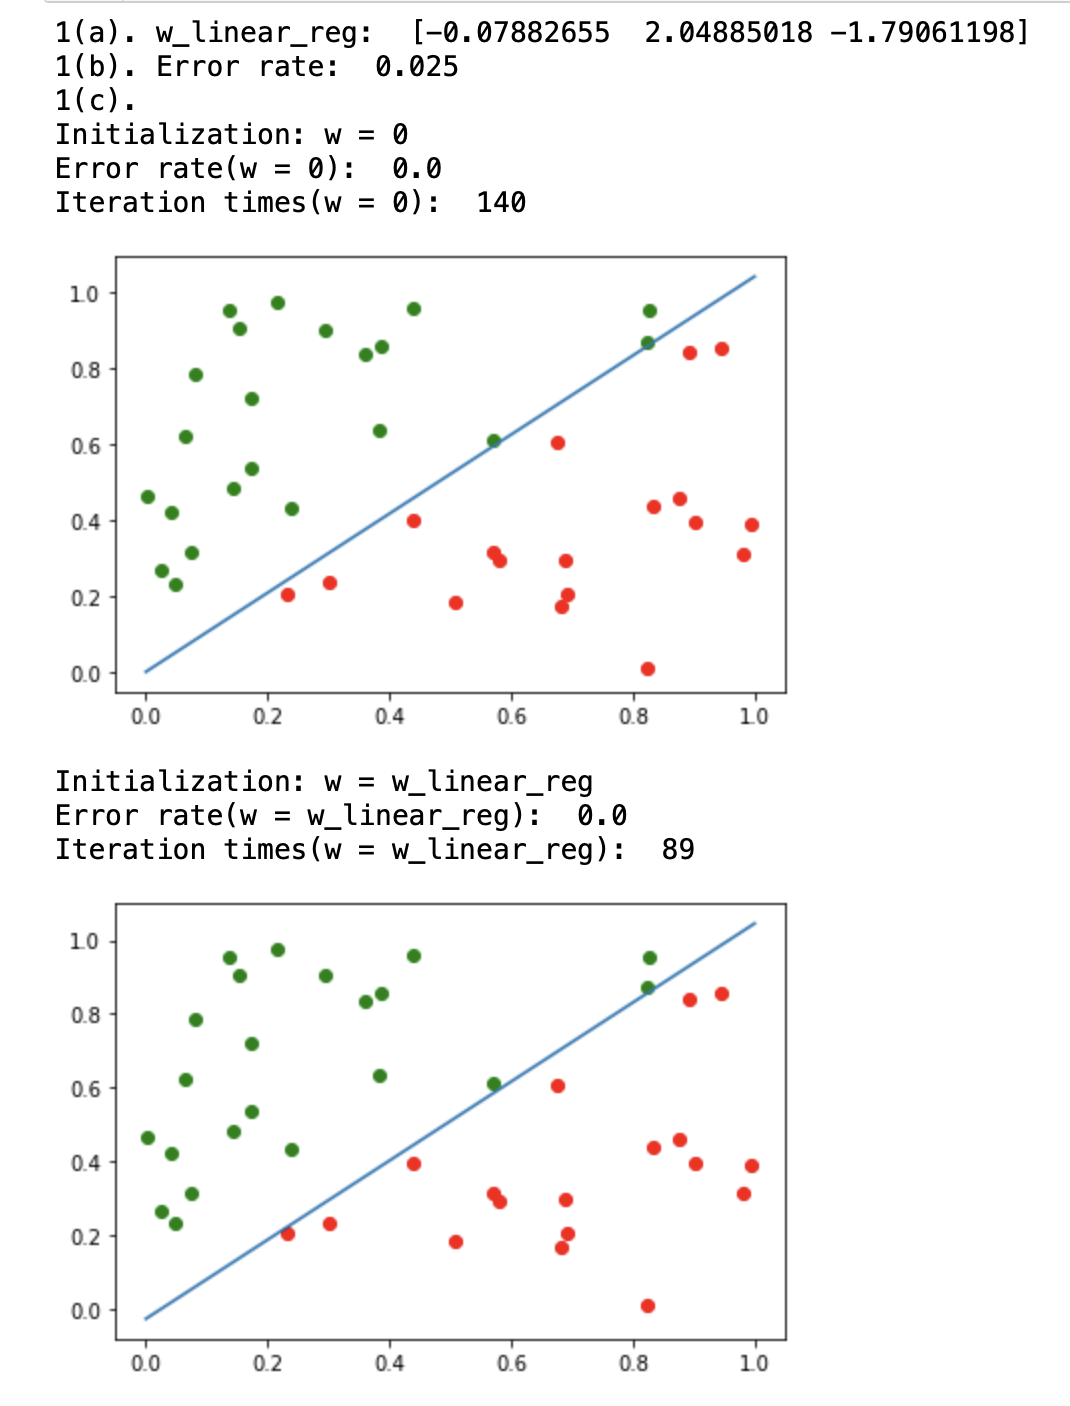 1(a). w_linear_reg:  [-0.07882655  2.04885018 -1.79061198]
1(b). Error rate:  0.025
1(c).
Initialization: w = 0
Error rate(w = 0):  0.0
Iteration times(w = 0):  140
1.0
0.8
0.6
0.4
0.2
0.0
0.0 0.2 0.4 0.6 0.8 1.0
Initialization: w = w_linear_reg
Error rate(w = w_linear_reg):  0.0
Iteration times(w = w_linear_reg):  89
1.0
0.8
0.6
0.4
0.2
0.0
0.0 0.2 0.4 0.6 0.8 1.0